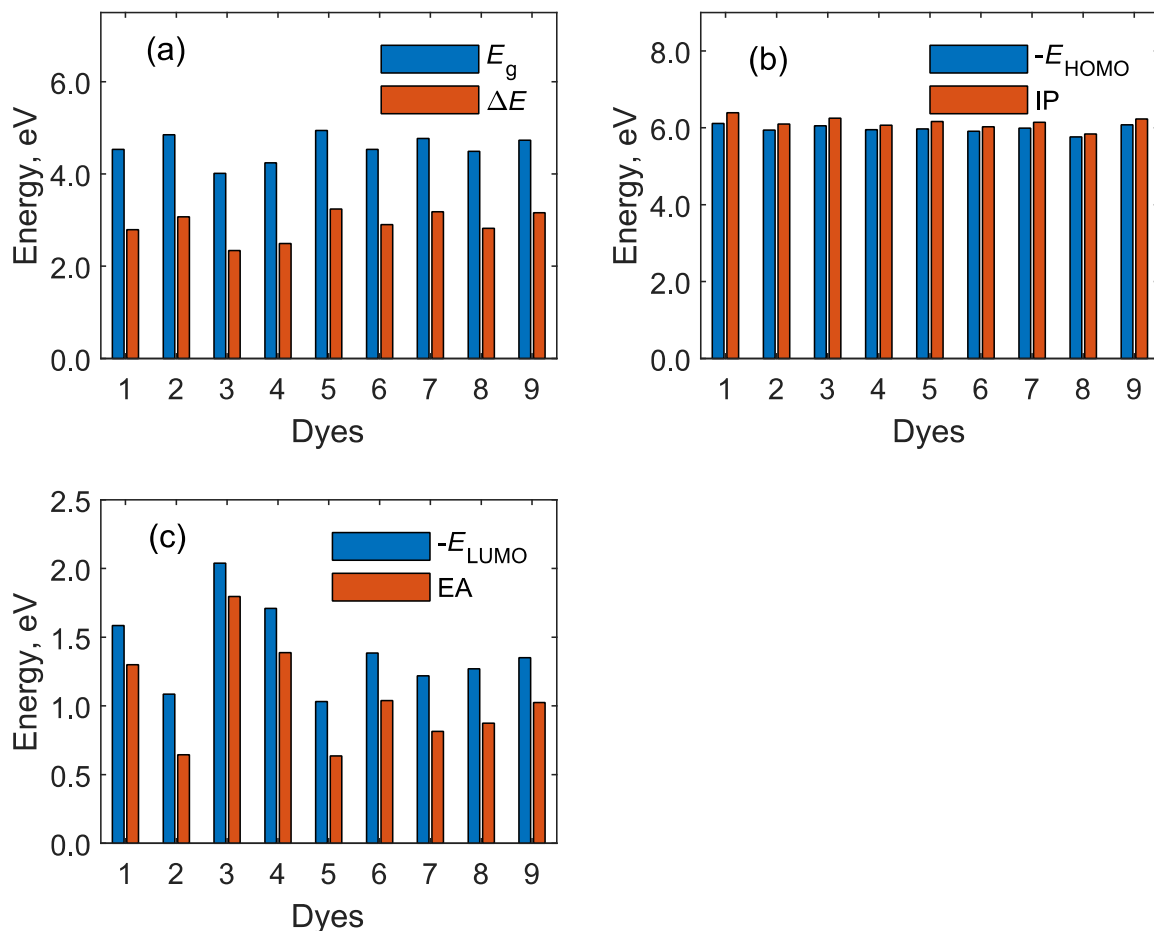 (a)
E_g
ΔE
6.0
4.0
2.0
0.0
Energy, eV
1 2 3 4 5 6 7 8 9
Dyes
(b)
-E_HOMO
IP
8.0
6.0
4.0
2.0
0.0
Energy, eV
1 2 3 4 5 6 7 8 9
Dyes
(c)
-E_LUMO
EA
2.5
2.0
1.5
1.0
0.5
0.0
Energy, eV
1 2 3 4 5 6 7 8 9
Dyes